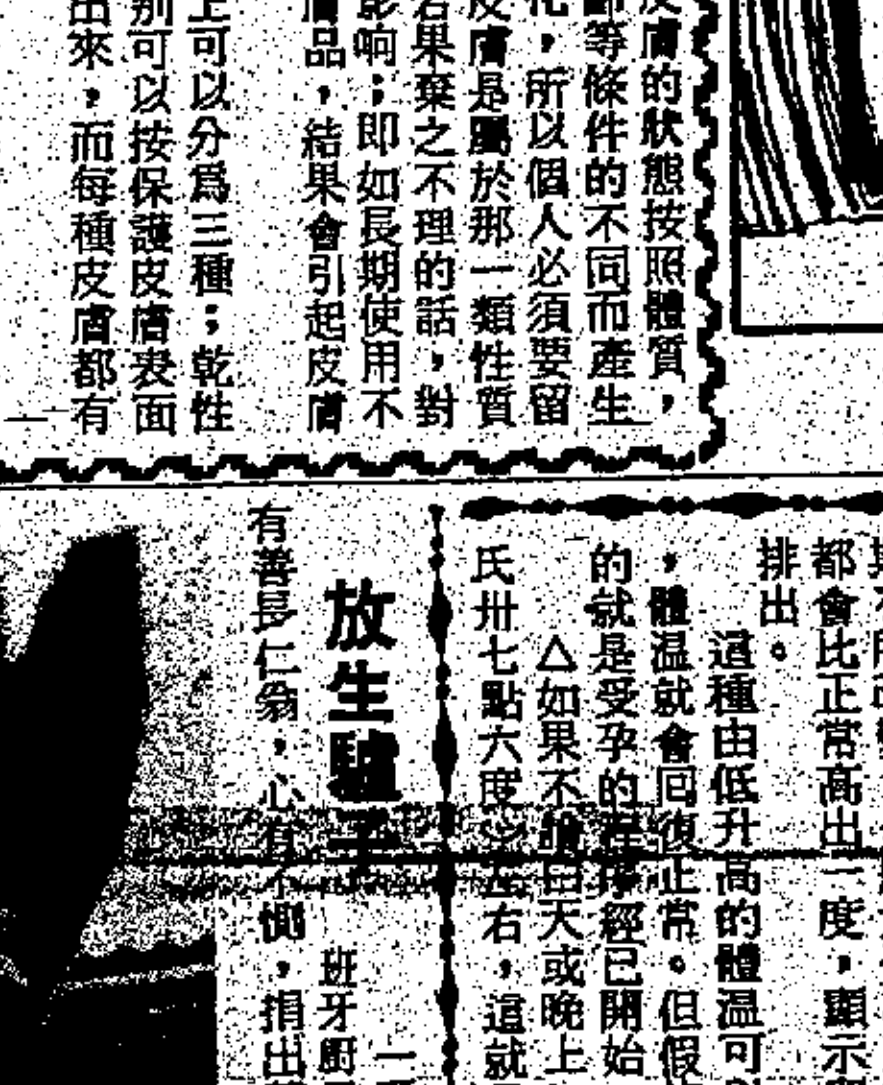 皮膚的狀態按照體質，
齡等條件的不同而產生
化，所以個人必須要留
皮膚是屬於那一類性質
若果棄之不理的話，對
影响；即如長期使用不
膚品，結果會引起皮膚
上可以分爲三種；乾性
別可以按保護皮膚表面
出來，而每種皮膚都有
都會比正常高出一度，顯示
排出。
這種由低升高的體温可
，體温就會回復正常。但假
的就是受孕的程序經已開始
△如果不論日天或晚上
氏卅七點六度
左右，這就
放生驢子
班牙廚
有善長仁翁，心有不惻，捐出